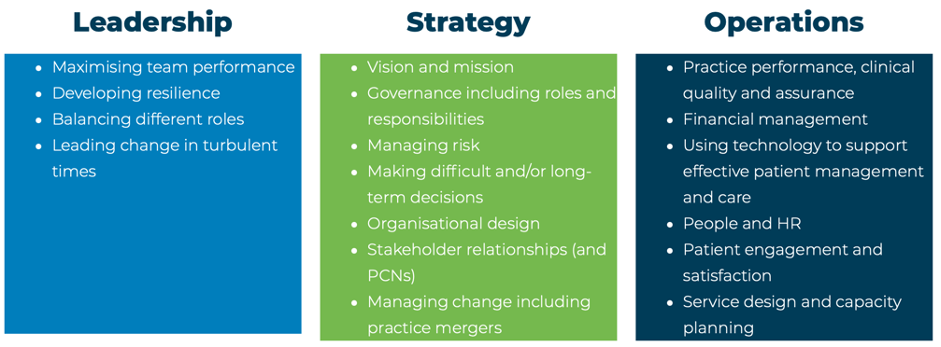 Leadership
• Maximising team performance
• Developing resilience
• Balancing different roles
• Leading change in turbulent
times
Strategy
• Vision and mission
• Governance including roles and
responsibilities
• Managing risk
• Making difficult and/or long-
term decisions
• Organisational design
• Stakeholder relationships (and
PCNs)
• Managing change including
practice mergers
Operations
• Practice performance, clinical
quality and assurance
• Financial management
• Using technology to support
effective patient management
and care
• People and HR
• Patient engagement and
satisfaction
• Service design and capacity
planning